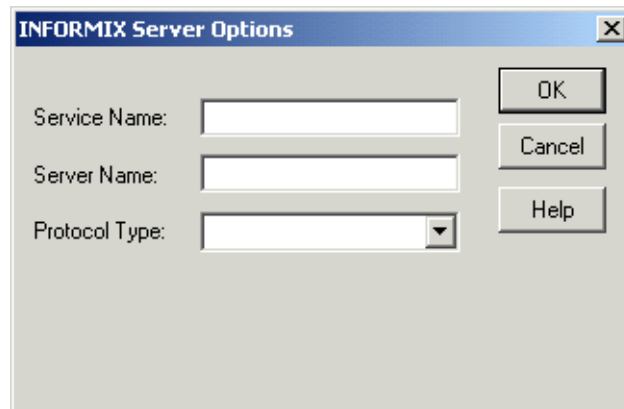 INFORMIX Server Options
OK
Service Name:
Cancel
Server Name:
Help
Protocol Type: